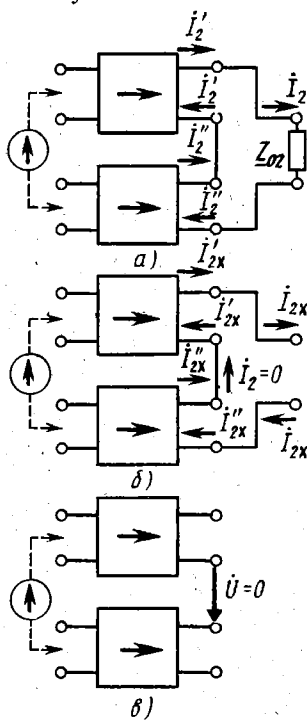 İ₂′
İ₂′ İ₂
İ₂″ Z₀₂
İ₂″
а)
İ₂ₓ′
İ₂ₓ′ İ₂ₓ
İ₂ₓ″ İ₂=0
İ₂ₓ″ İ₂ₓ
б)
U̇=0
в)